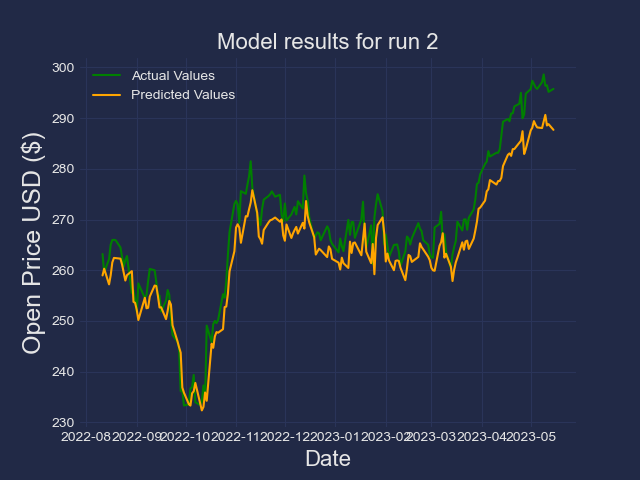 Model results for run 2
Actual Values
Predicted Values
Open Price USD ($)
300
290
280
270
260
250
240
230
2022-08 2022-09 2022-10 2022-11 2022-12 2023-01 2023-02 2023-03 2023-04 2023-05
Date